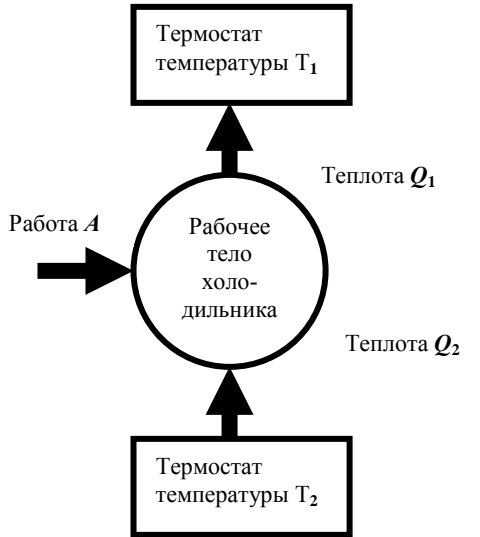 Термостат
температуры T1
Теплота Q1
Работа A
Рабочее
тело
холо-
дильника
Теплота Q2
Термостат
температуры T2